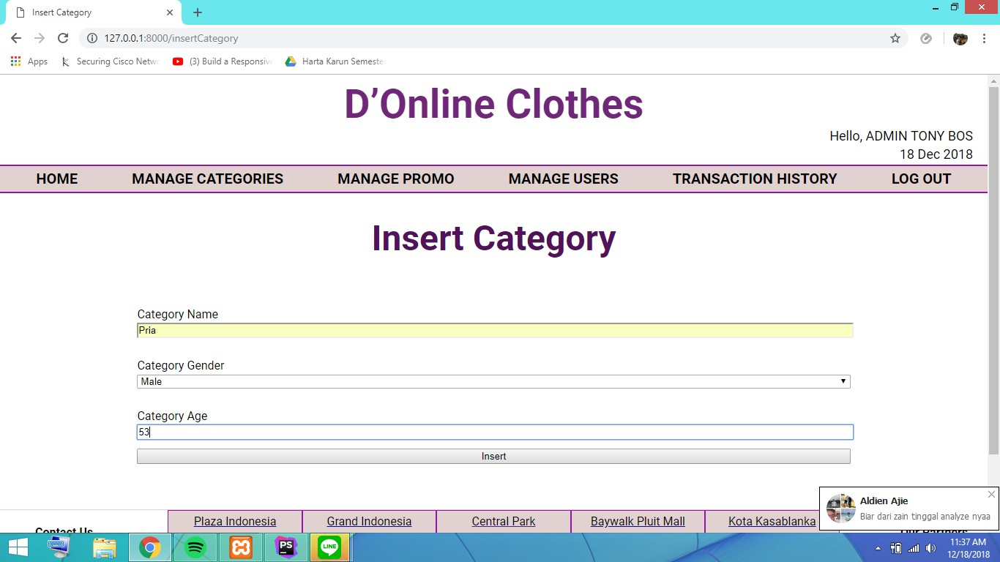 Insert Category
127.0.0.1:8000/insertCategory
Apps
Securing Cisco Netwo
(3) Build a Responsive
Harta Karun Semeste
D’Online Clothes
Hello, ADMIN TONY BOS
18 Dec 2018
HOME MANAGE CATEGORIES MANAGE PROMO MANAGE USERS TRANSACTION HISTORY LOG OUT
Insert Category
Category Name
Pria
Category Gender
Male
Category Age
53
Insert
Aldien Ajie
Biar dari zain tinggal analyze nyaa
Plaza Indonesia Grand Indonesia Central Park Baywalk Pluit Mall Kota Kasablanka
Contact Us
Our Partners
PS
LINE
11:37 AM
12/18/2018